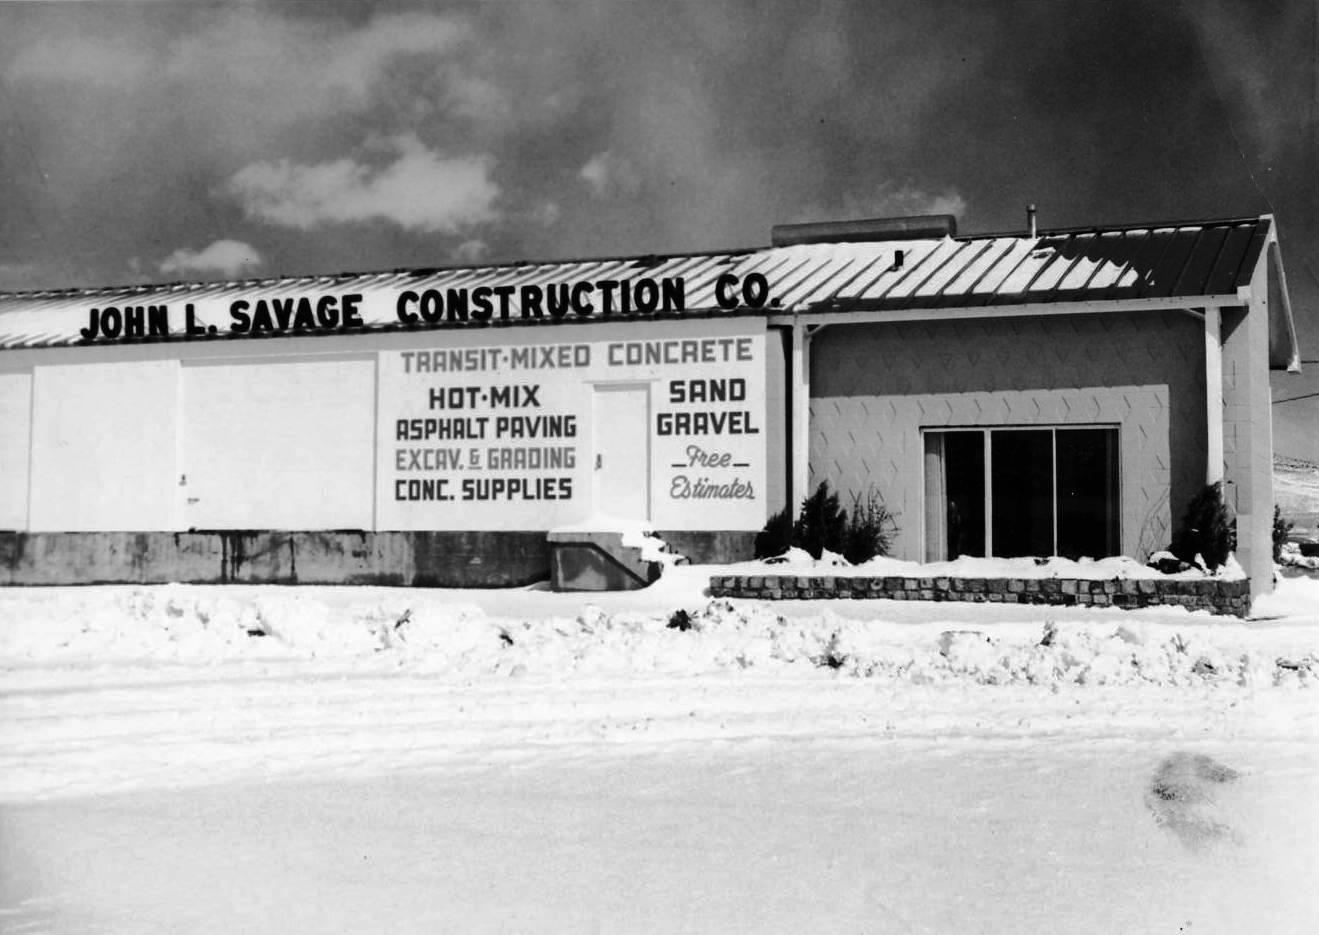 JOHN L. SAVAGE CONSTRUCTION CO.
TRANSIT·MIXED CONCRETE
HOT·MIX
ASPHALT PAVING
EXCAV. & GRADING
CONC. SUPPLIES
SAND
GRAVEL
—Free—
Estimates